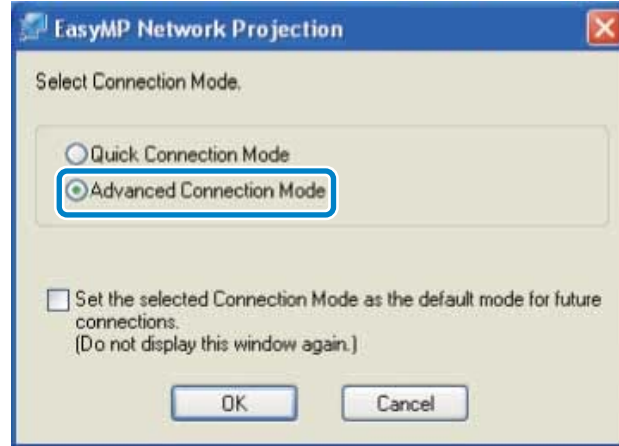 EasyMP Network Projection
Select Connection Mode.
Quick Connection Mode
Advanced Connection Mode
Set the selected Connection Mode as the default mode for future
connections.
(Do not display this window again.)
OK
Cancel